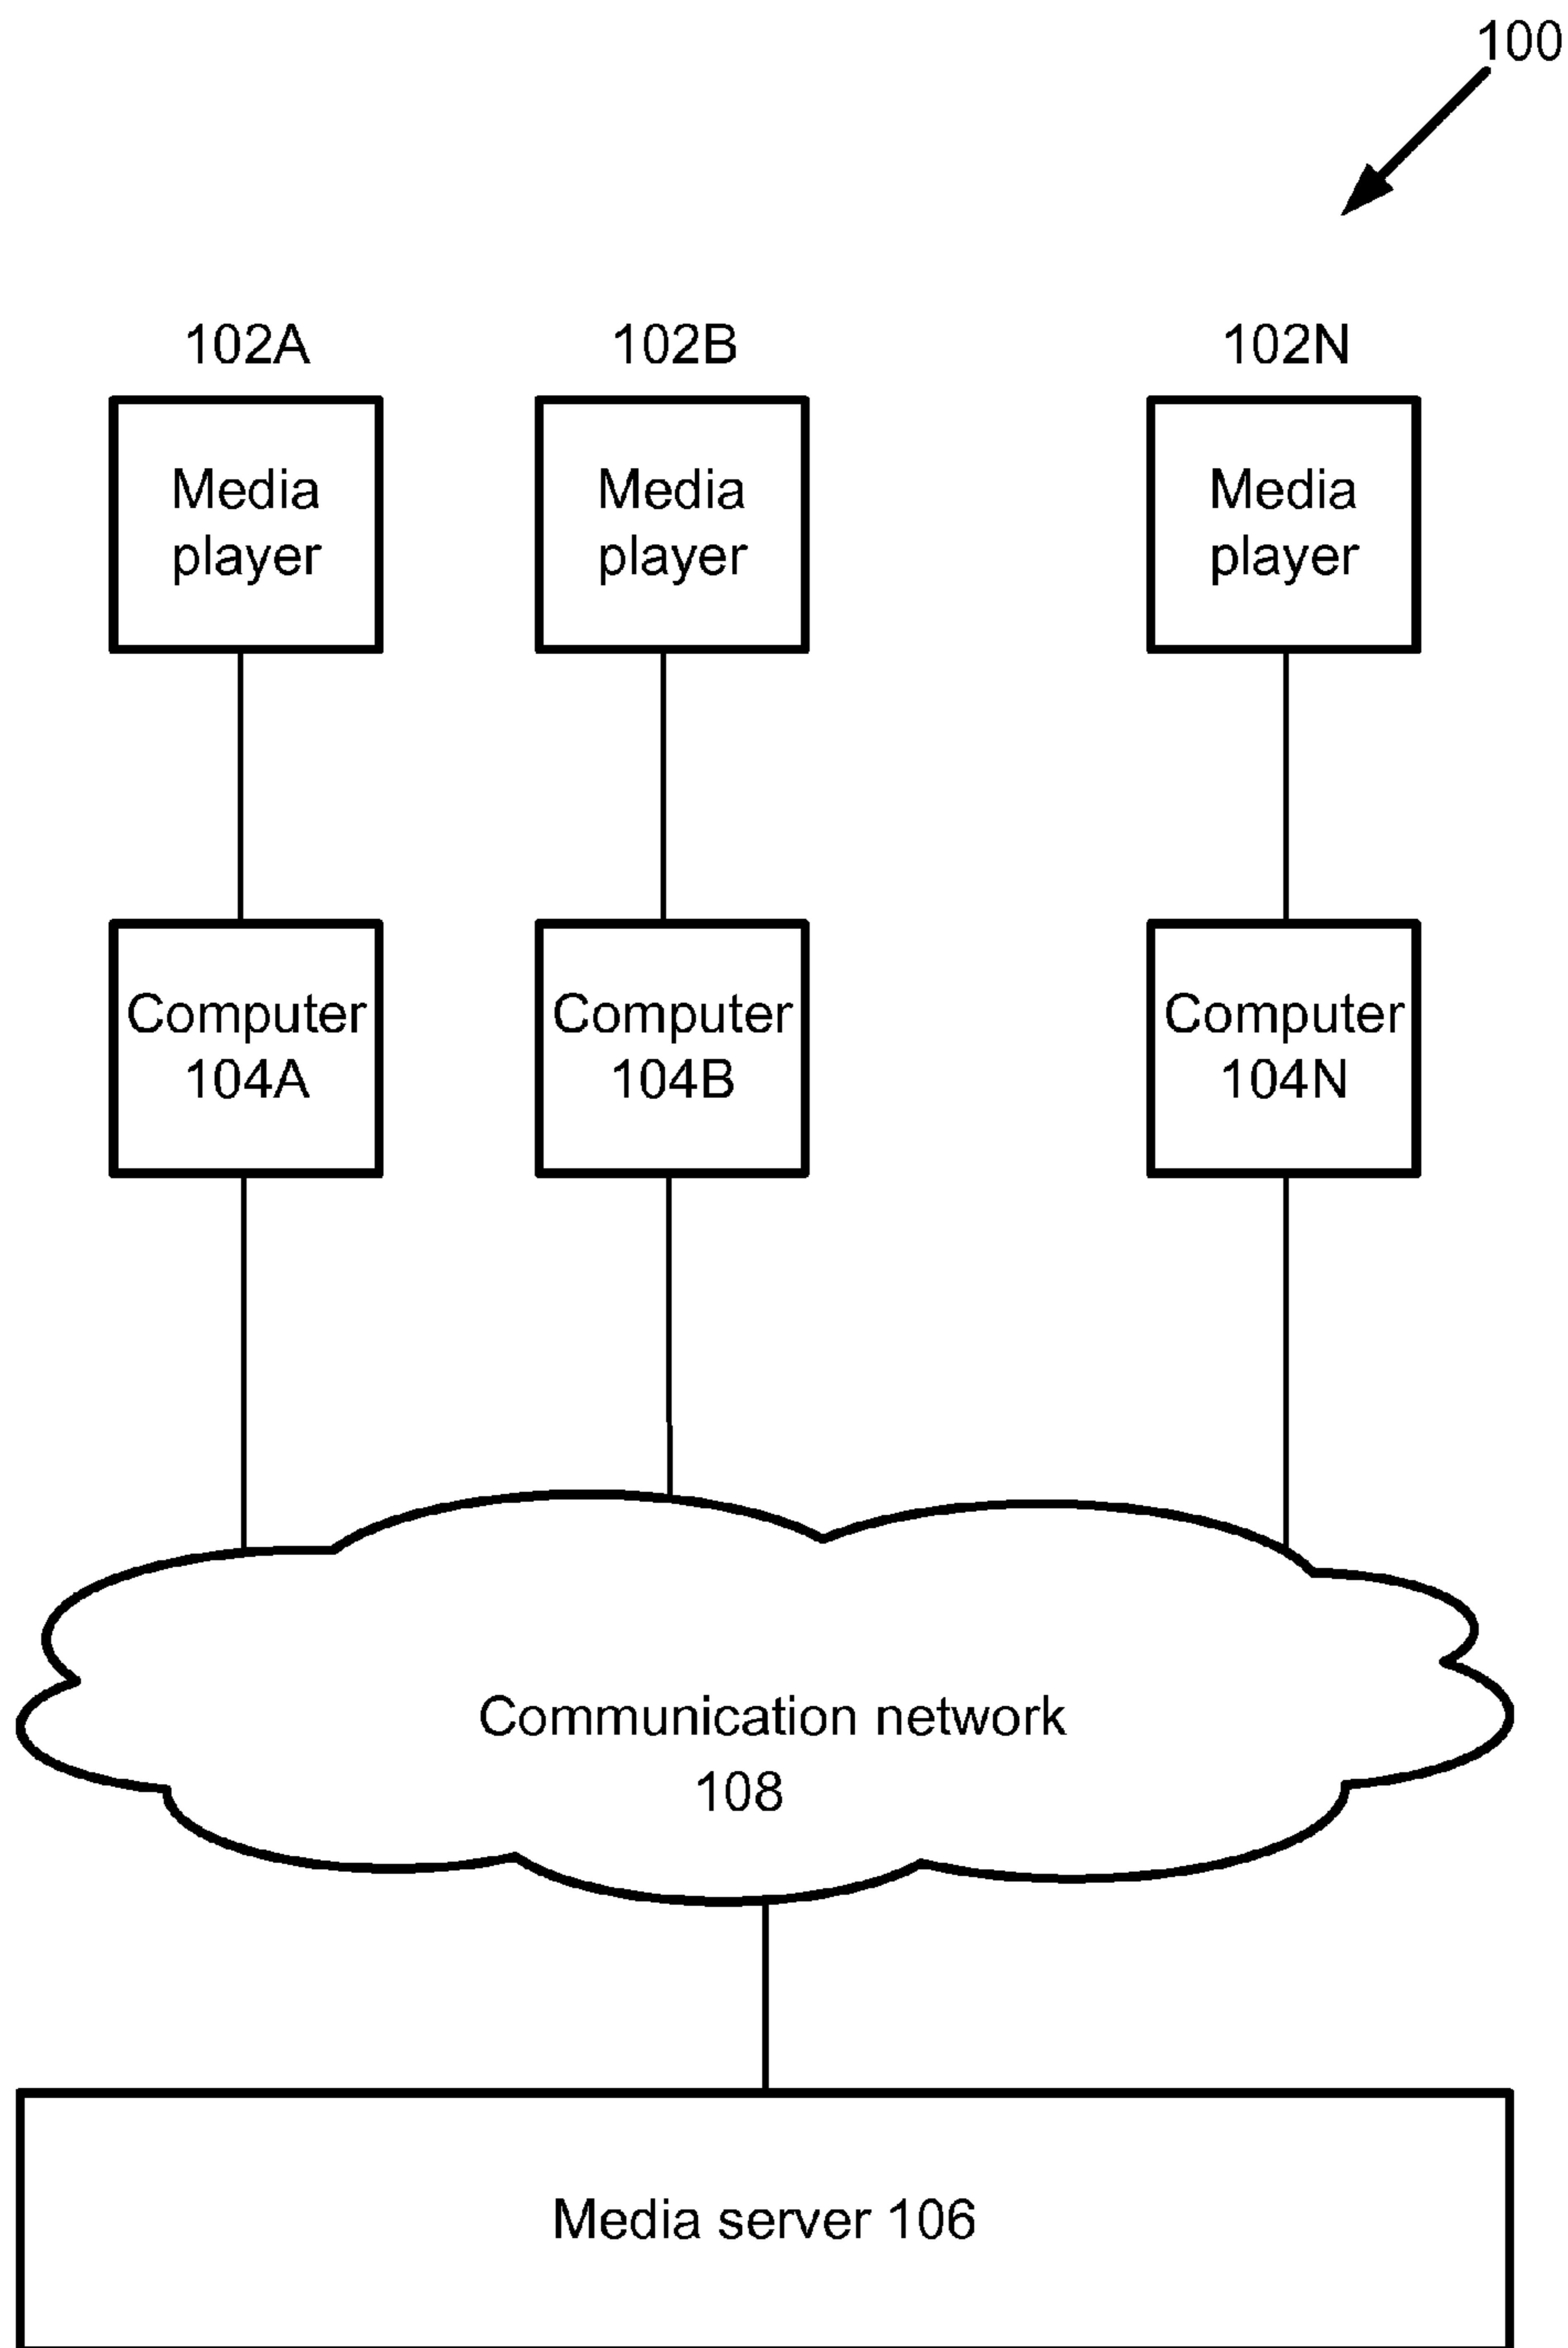 100
102A
102B
102N
Media
player
Media
player
Media
player
Computer
104A
Computer
104B
Computer
104N
Communication network
108
Media server 106